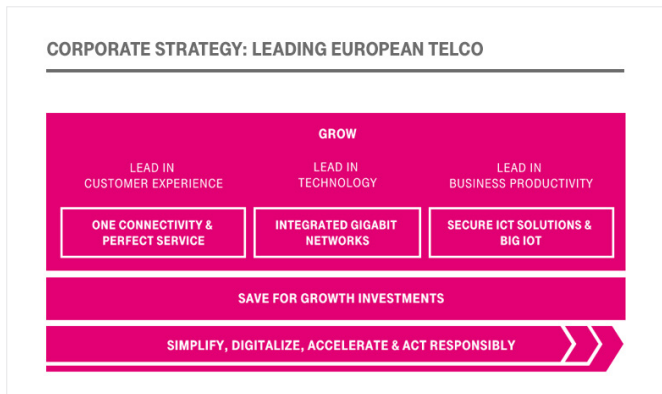 CORPORATE STRATEGY: LEADING EUROPEAN TELCO
GROW
LEAD IN
CUSTOMER EXPERIENCE
ONE CONNECTIVITY &
PERFECT SERVICE
LEAD IN
TECHNOLOGY
INTEGRATED GIGABIT
NETWORKS
LEAD IN
BUSINESS PRODUCTIVITY
SECURE ICT SOLUTIONS &
BIG IOT
SAVE FOR GROWTH INVESTMENTS
SIMPLIFY, DIGITALIZE, ACCELERATE & ACT RESPONSIBLY